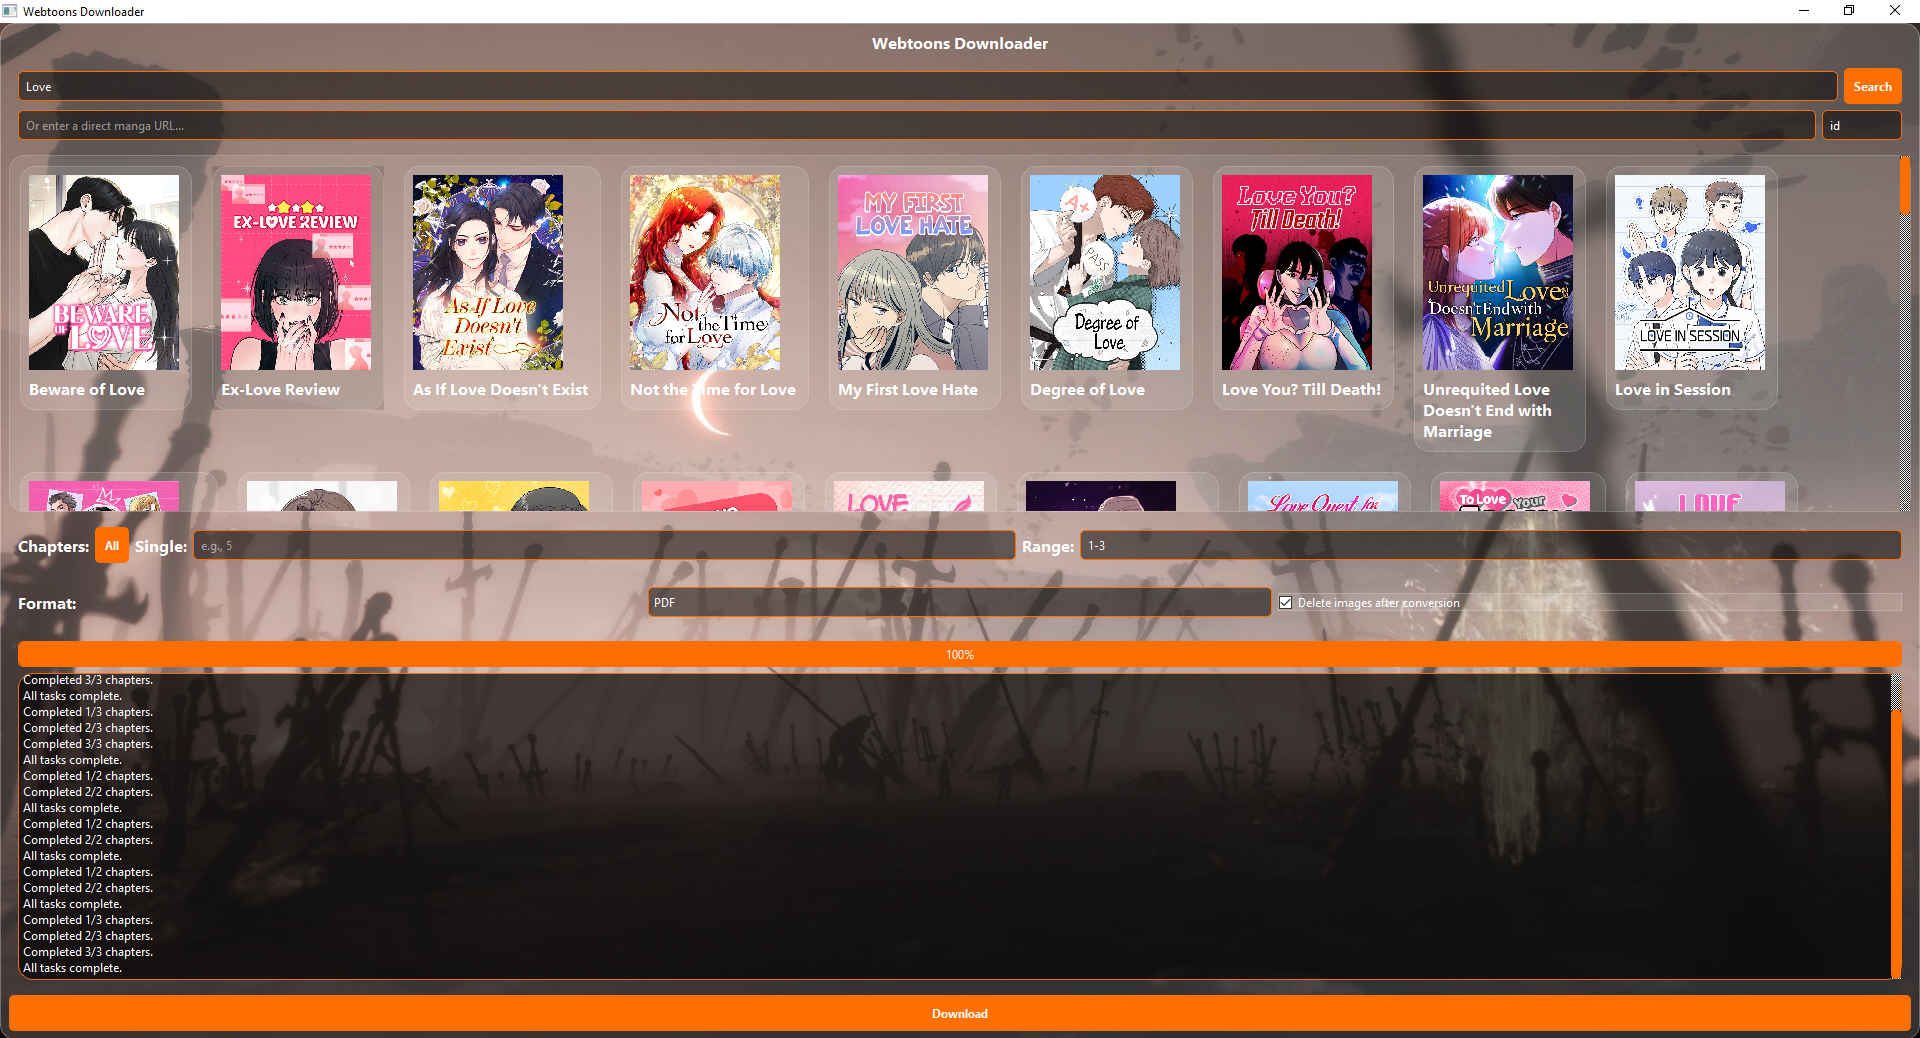 Webtoons Downloader
Webtoons Downloader
Love
Search
Or enter a direct manga URL...
id
BEWARE
OF
LOVE
EX-LOVE REVIEW
As If Love
Doesn't
Exist
Not the Time
for Love
MY FIRST
LOVE HATE
A+
PASS
Degree of
Love
Love You?
Till Death!
Unrequited Love
Doesn't End with
Marriage
LOVE IN SESSION
Beware of Love
Ex-Love Review
As If Love Doesn't Exist
Not the Time for Love
My First Love Hate
Degree of Love
Love You? Till Death!
Unrequited Love
Doesn't End with
Marriage
Love in Session
LOVE
Love Quest for
To Love Your
LOVE
Chapters:
All
Single:
e.g., 5
Range:
1-3
Format:
PDF
Delete images after conversion
100%
Completed 3/3 chapters.
All tasks complete.
Completed 1/3 chapters.
Completed 2/3 chapters.
Completed 3/3 chapters.
All tasks complete.
Completed 1/2 chapters.
Completed 2/2 chapters.
All tasks complete.
Completed 1/2 chapters.
Completed 2/2 chapters.
All tasks complete.
Completed 1/2 chapters.
Completed 2/2 chapters.
All tasks complete.
Completed 1/3 chapters.
Completed 2/3 chapters.
Completed 3/3 chapters.
All tasks complete.
Download